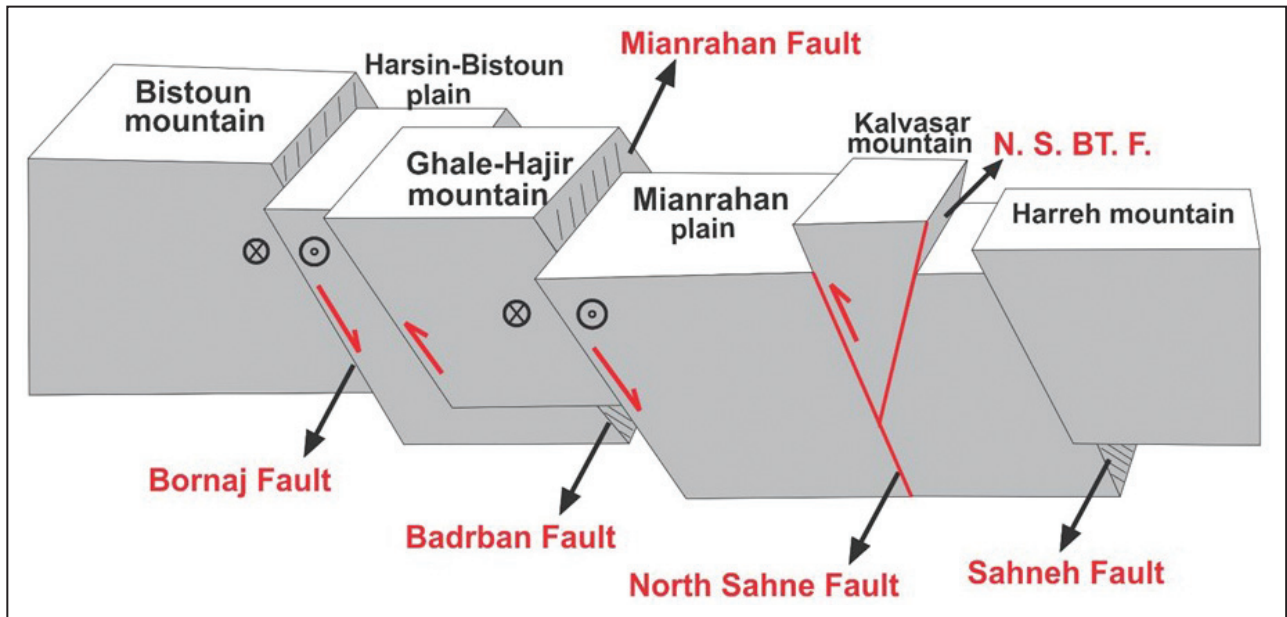 Mianrahan Fault
Harsin-Bistoun
plain
Bistoun
mountain
Kalvasar
mountain
N. S. BT. F.
Ghale-Hajir
mountain
Mianrahan
plain
Harreh mountain
Bornaj Fault
Badrban Fault
North Sahne Fault
Sahneh Fault